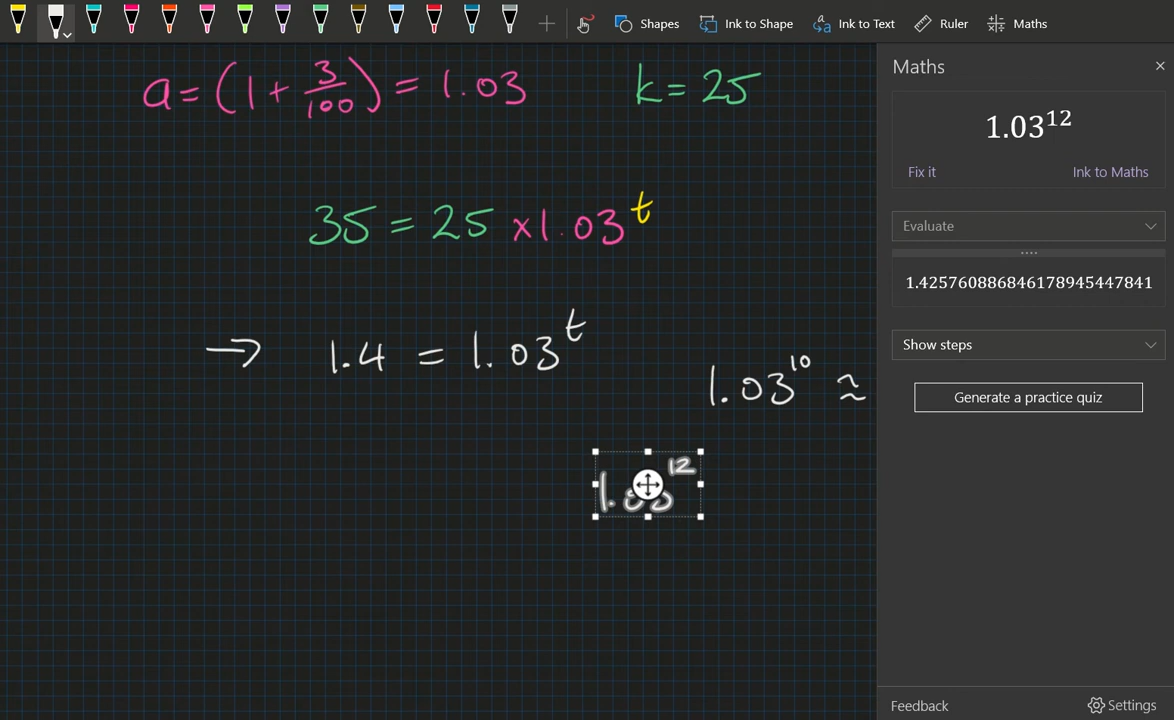 Shapes Ink to Shape Ink to Text Ruler Maths
a = (1 + 3/100) = 1.03 k = 25
35 = 25 × 1.03^t
→ 1.4 = 1.03^t
1.03^10 ≈
1.03^12
Maths
1.03^12
Fix it Ink to Maths
Evaluate
1.425760886846178945447841
Show steps
Generate a practice quiz
Feedback Settings